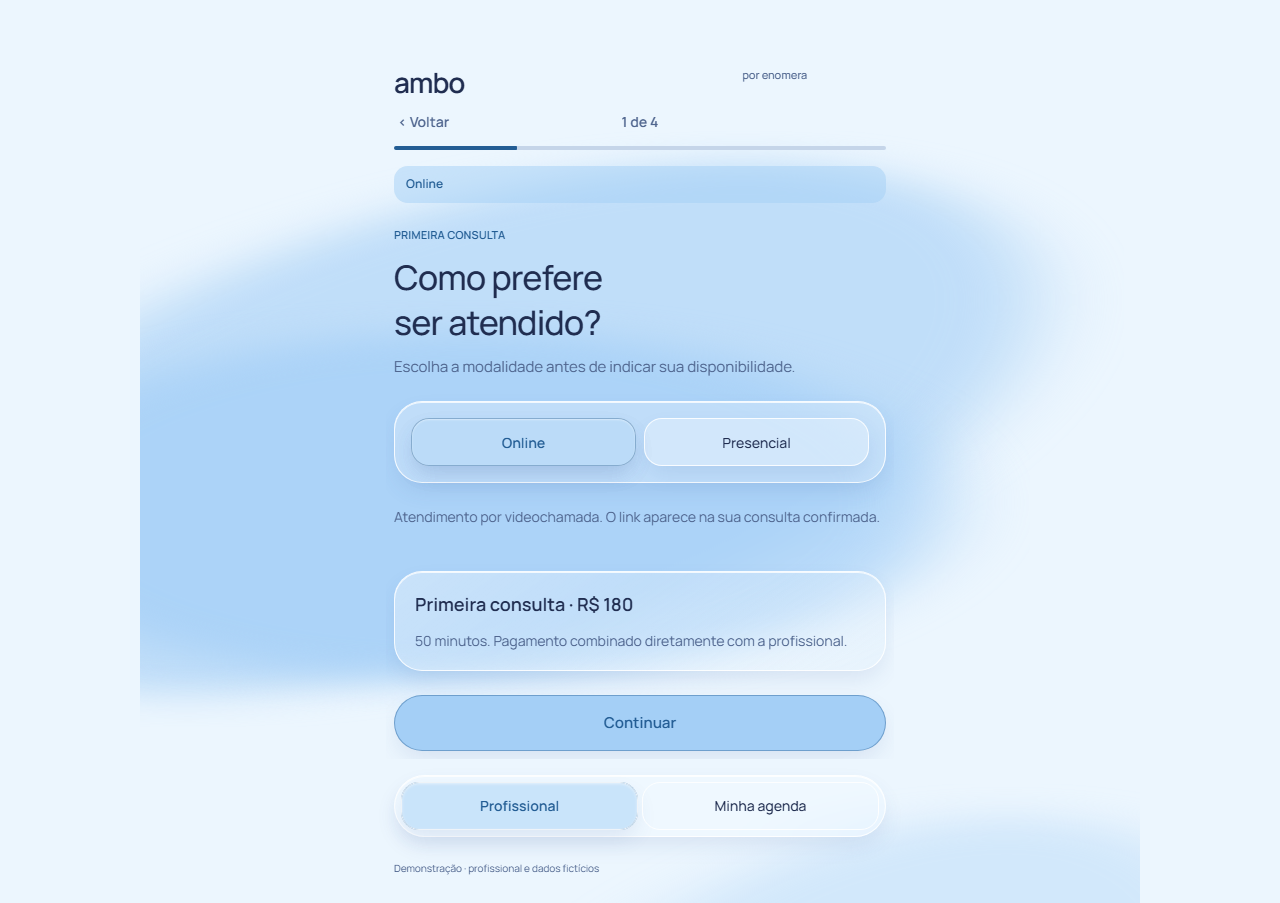 ambo
por enomera
‹ Voltar
1 de 4
Online
PRIMEIRA CONSULTA
Como prefere
ser atendido?
Escolha a modalidade antes de indicar sua disponibilidade.
Online
Presencial
Atendimento por videochamada. O link aparece na sua consulta confirmada.
Primeira consulta · R$ 180
50 minutos. Pagamento combinado diretamente com a profissional.
Continuar
Profissional
Minha agenda
Demonstração · profissional e dados fictícios